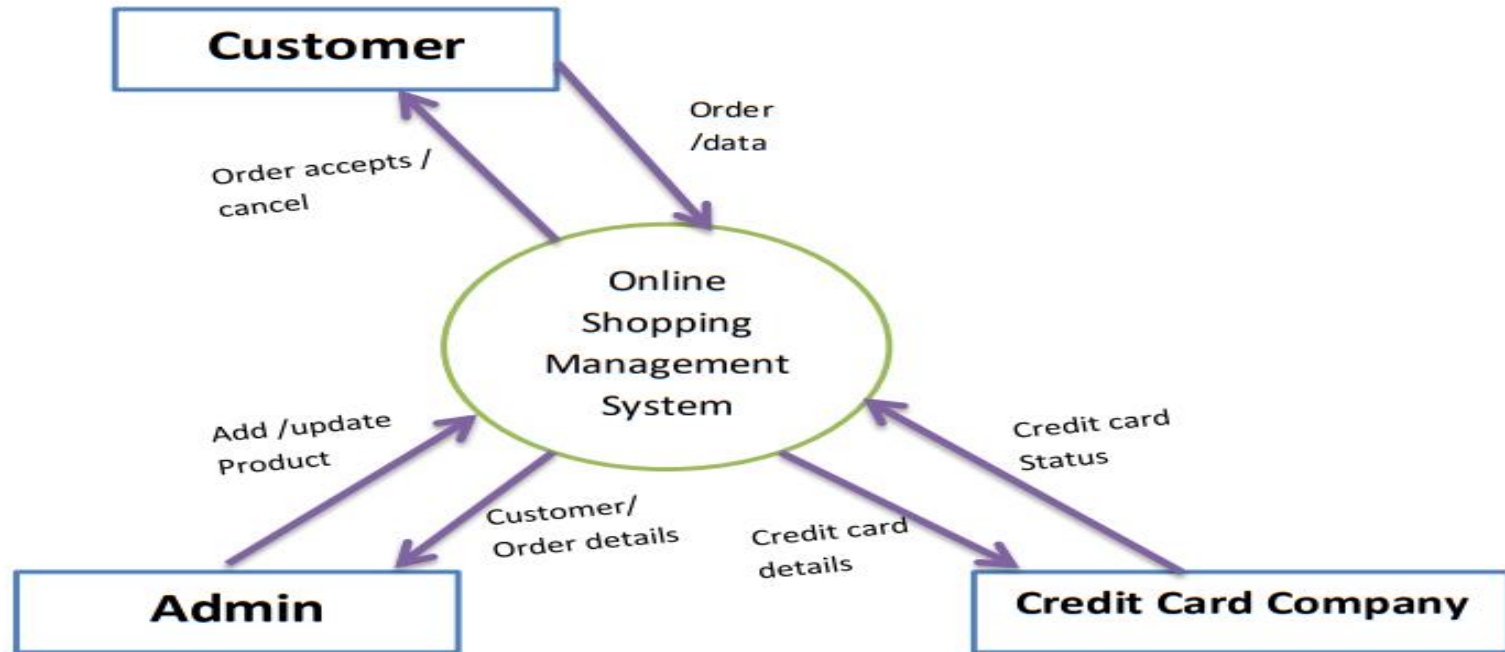 Customer
Order
/data
Order accepts /
cancel
Online
Shopping
Management
System
Add /update
Product
Credit card
Status
Customer/
Order details
Credit card
details
Admin
Credit Card Company